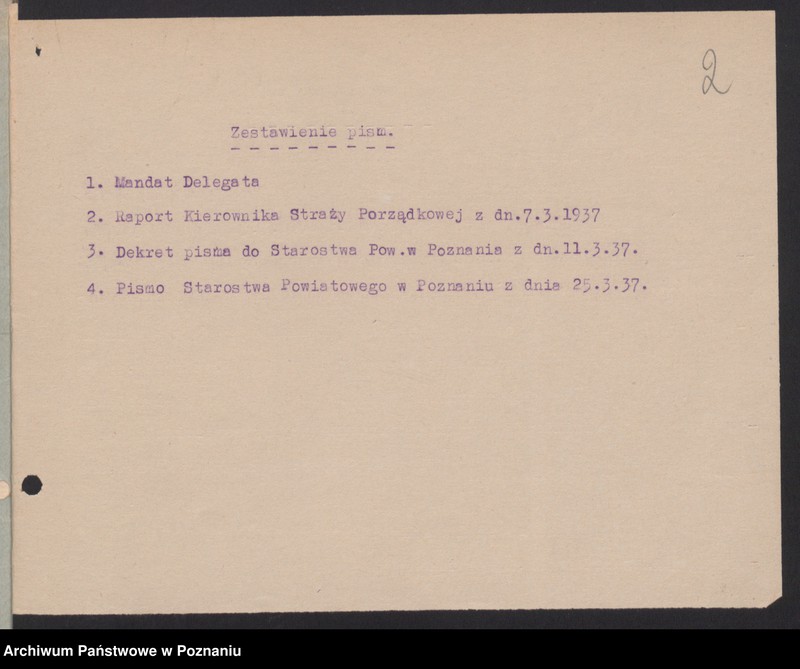 2
Zestawienie pism.
1. Mandat Delegata
2. Raport Kierownika Straży Porządkowej z dn.7.3.1937
3. Dekret pisma do Starostwa Pow.w Poznania z dn.11.3.37.
4. Pismo Starostwa Powiatowego w Poznaniu z dnia 25.3.37.
Archiwum Państwowe w Poznaniu